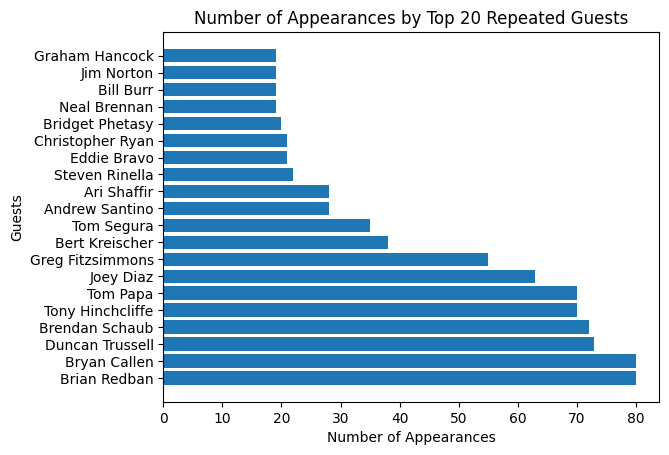 Number of Appearances by Top 20 Repeated Guests
Graham Hancock
Jim Norton
Bill Burr
Neal Brennan
Bridget Phetasy
Christopher Ryan
Eddie Bravo
Steven Rinella
Ari Shaffir
Andrew Santino
Tom Segura
Bert Kreischer
Greg Fitzsimmons
Joey Diaz
Tom Papa
Tony Hinchcliffe
Brendan Schaub
Duncan Trussell
Bryan Callen
Brian Redban
Guests
0 10 20 30 40 50 60 70 80
Number of Appearances